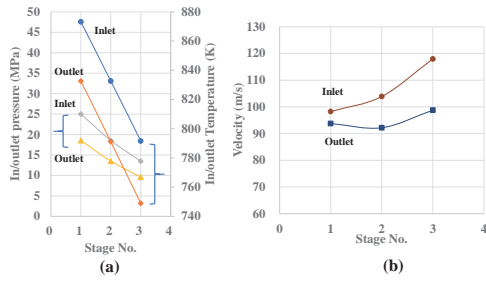 In/outlet pressure (MPa)
50
45
40
35
30
25
20
15
10
5
0
Inlet
Outlet
Inlet
Outlet
880
860
840
820
800
780
760
740
In/outlet Temperature (K)
0 1 2 3 4
Stage No.
(a)
Velocity (m/s)
130
120
110
100
90
80
70
60
Inlet
Outlet
0 1 2 3 4
Stage No.
(b)